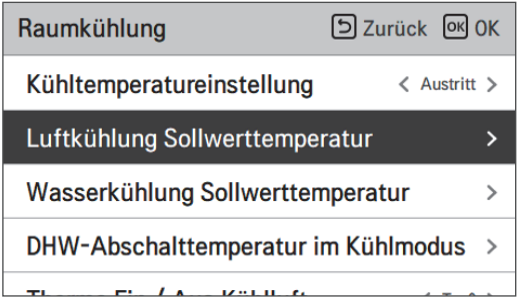 Raumkühlung Zurück OK OK
Kühltemperatureinstellung < Austritt >
Luftkühlung Sollwerttemperatur >
Wasserkühlung Sollwerttemperatur >
DHW-Abschalttemperatur im Kühlmodus >